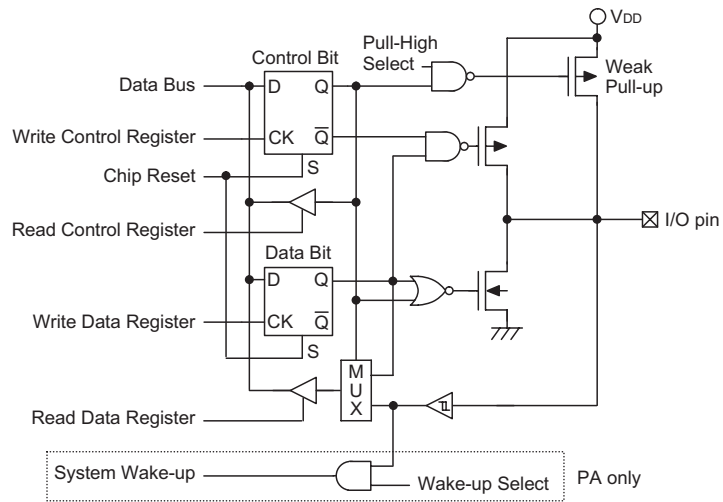 V_DD
Control Bit
Pull-High
Select
Weak
Pull-up
Data Bus
D
Q
Write Control Register
CK
Q̅
S
Chip Reset
I/O pin
Read Control Register
Data Bit
D
Q
Write Data Register
CK
Q̅
S
M
U
X
Read Data Register
System Wake-up
Wake-up Select
PA only